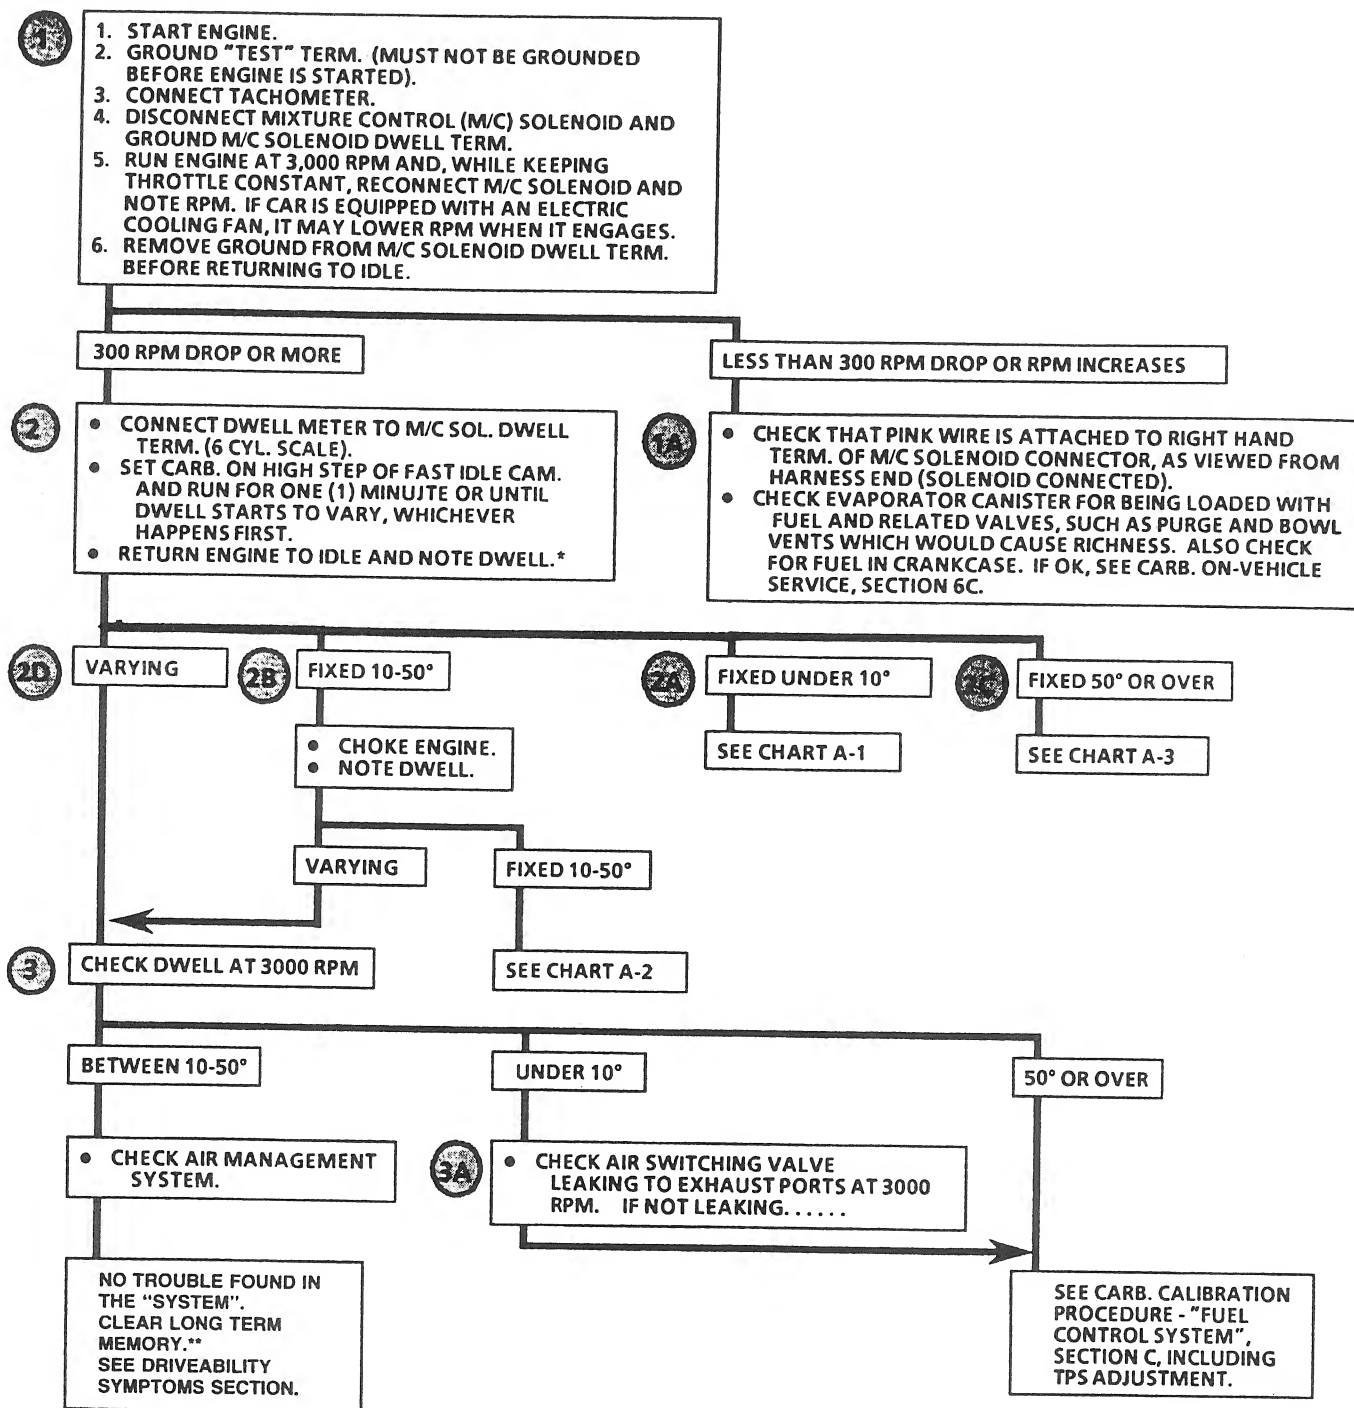 1
1. START ENGINE.
2. GROUND "TEST" TERM. (MUST NOT BE GROUNDED
BEFORE ENGINE IS STARTED).
3. CONNECT TACHOMETER.
4. DISCONNECT MIXTURE CONTROL (M/C) SOLENOID AND
GROUND M/C SOLENOID DWELL TERM.
5. RUN ENGINE AT 3,000 RPM AND, WHILE KEEPING
THROTTLE CONSTANT, RECONNECT M/C SOLENOID AND
NOTE RPM. IF CAR IS EQUIPPED WITH AN ELECTRIC
COOLING FAN, IT MAY LOWER RPM WHEN IT ENGAGES.
6. REMOVE GROUND FROM M/C SOLENOID DWELL TERM.
BEFORE RETURNING TO IDLE.
300 RPM DROP OR MORE
LESS THAN 300 RPM DROP OR RPM INCREASES
2
• CONNECT DWELL METER TO M/C SOL. DWELL
TERM. (6 CYL. SCALE).
• SET CARB. ON HIGH STEP OF FAST IDLE CAM.
AND RUN FOR ONE (1) MINUJTE OR UNTIL
DWELL STARTS TO VARY, WHICHEVER
HAPPENS FIRST.
• RETURN ENGINE TO IDLE AND NOTE DWELL.*
1A
• CHECK THAT PINK WIRE IS ATTACHED TO RIGHT HAND
TERM. OF M/C SOLENOID CONNECTOR, AS VIEWED FROM
HARNESS END (SOLENOID CONNECTED).
• CHECK EVAPORATOR CANISTER FOR BEING LOADED WITH
FUEL AND RELATED VALVES, SUCH AS PURGE AND BOWL
VENTS WHICH WOULD CAUSE RICHNESS. ALSO CHECK
FOR FUEL IN CRANKCASE. IF OK, SEE CARB. ON-VEHICLE
SERVICE, SECTION 6C.
2D
VARYING
2B
FIXED 10-50°
2A
FIXED UNDER 10°
2C
FIXED 50° OR OVER
• CHOKE ENGINE.
• NOTE DWELL.
SEE CHART A-1
SEE CHART A-3
VARYING
FIXED 10-50°
3
CHECK DWELL AT 3000 RPM
SEE CHART A-2
BETWEEN 10-50°
UNDER 10°
50° OR OVER
• CHECK AIR MANAGEMENT
SYSTEM.
3A
• CHECK AIR SWITCHING VALVE
LEAKING TO EXHAUST PORTS AT 3000
RPM. IF NOT LEAKING. . . . . .
NO TROUBLE FOUND IN
THE "SYSTEM".
CLEAR LONG TERM
MEMORY.**
SEE DRIVEABILITY
SYMPTOMS SECTION.
SEE CARB. CALIBRATION
PROCEDURE - "FUEL
CONTROL SYSTEM",
SECTION C, INCLUDING
TPS ADJUSTMENT.